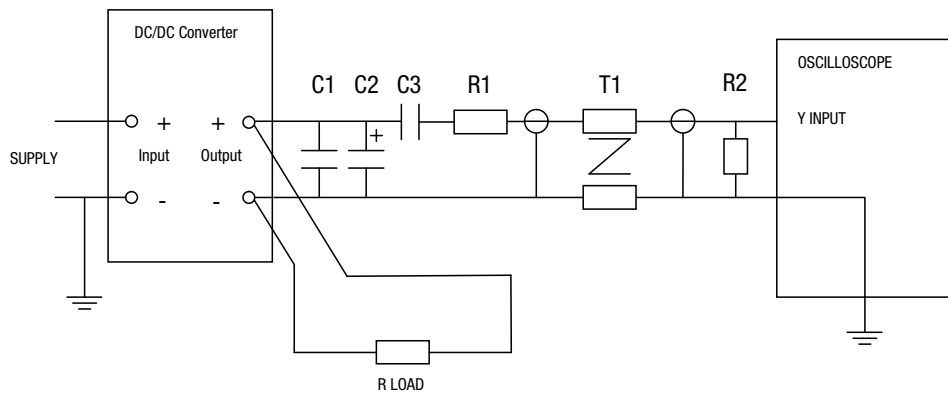 DC/DC Converter
OSCILLOSCOPE
C1 C2 C3 R1 T1 R2
Y INPUT
+ + +
SUPPLY
Input Output
- -
R LOAD